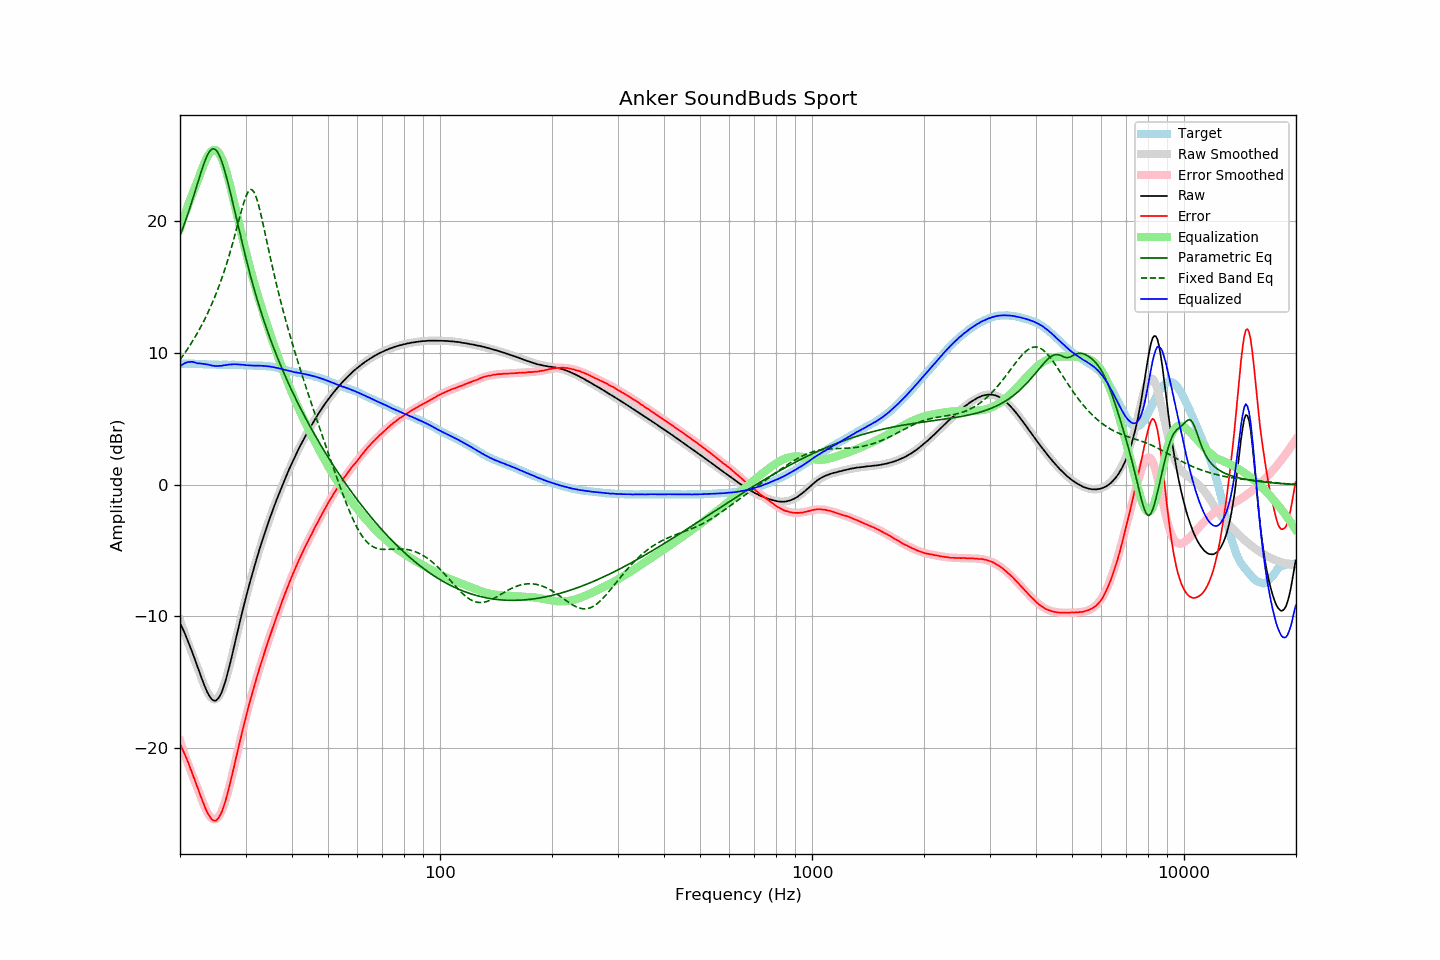 Anker SoundBuds Sport
Target
Raw Smoothed
Error Smoothed
Raw
Error
Equalization
Parametric Eq
Fixed Band Eq
Equalized
Amplitude (dBr)
20
10
0
−10
−20
100
1000
10000
Frequency (Hz)